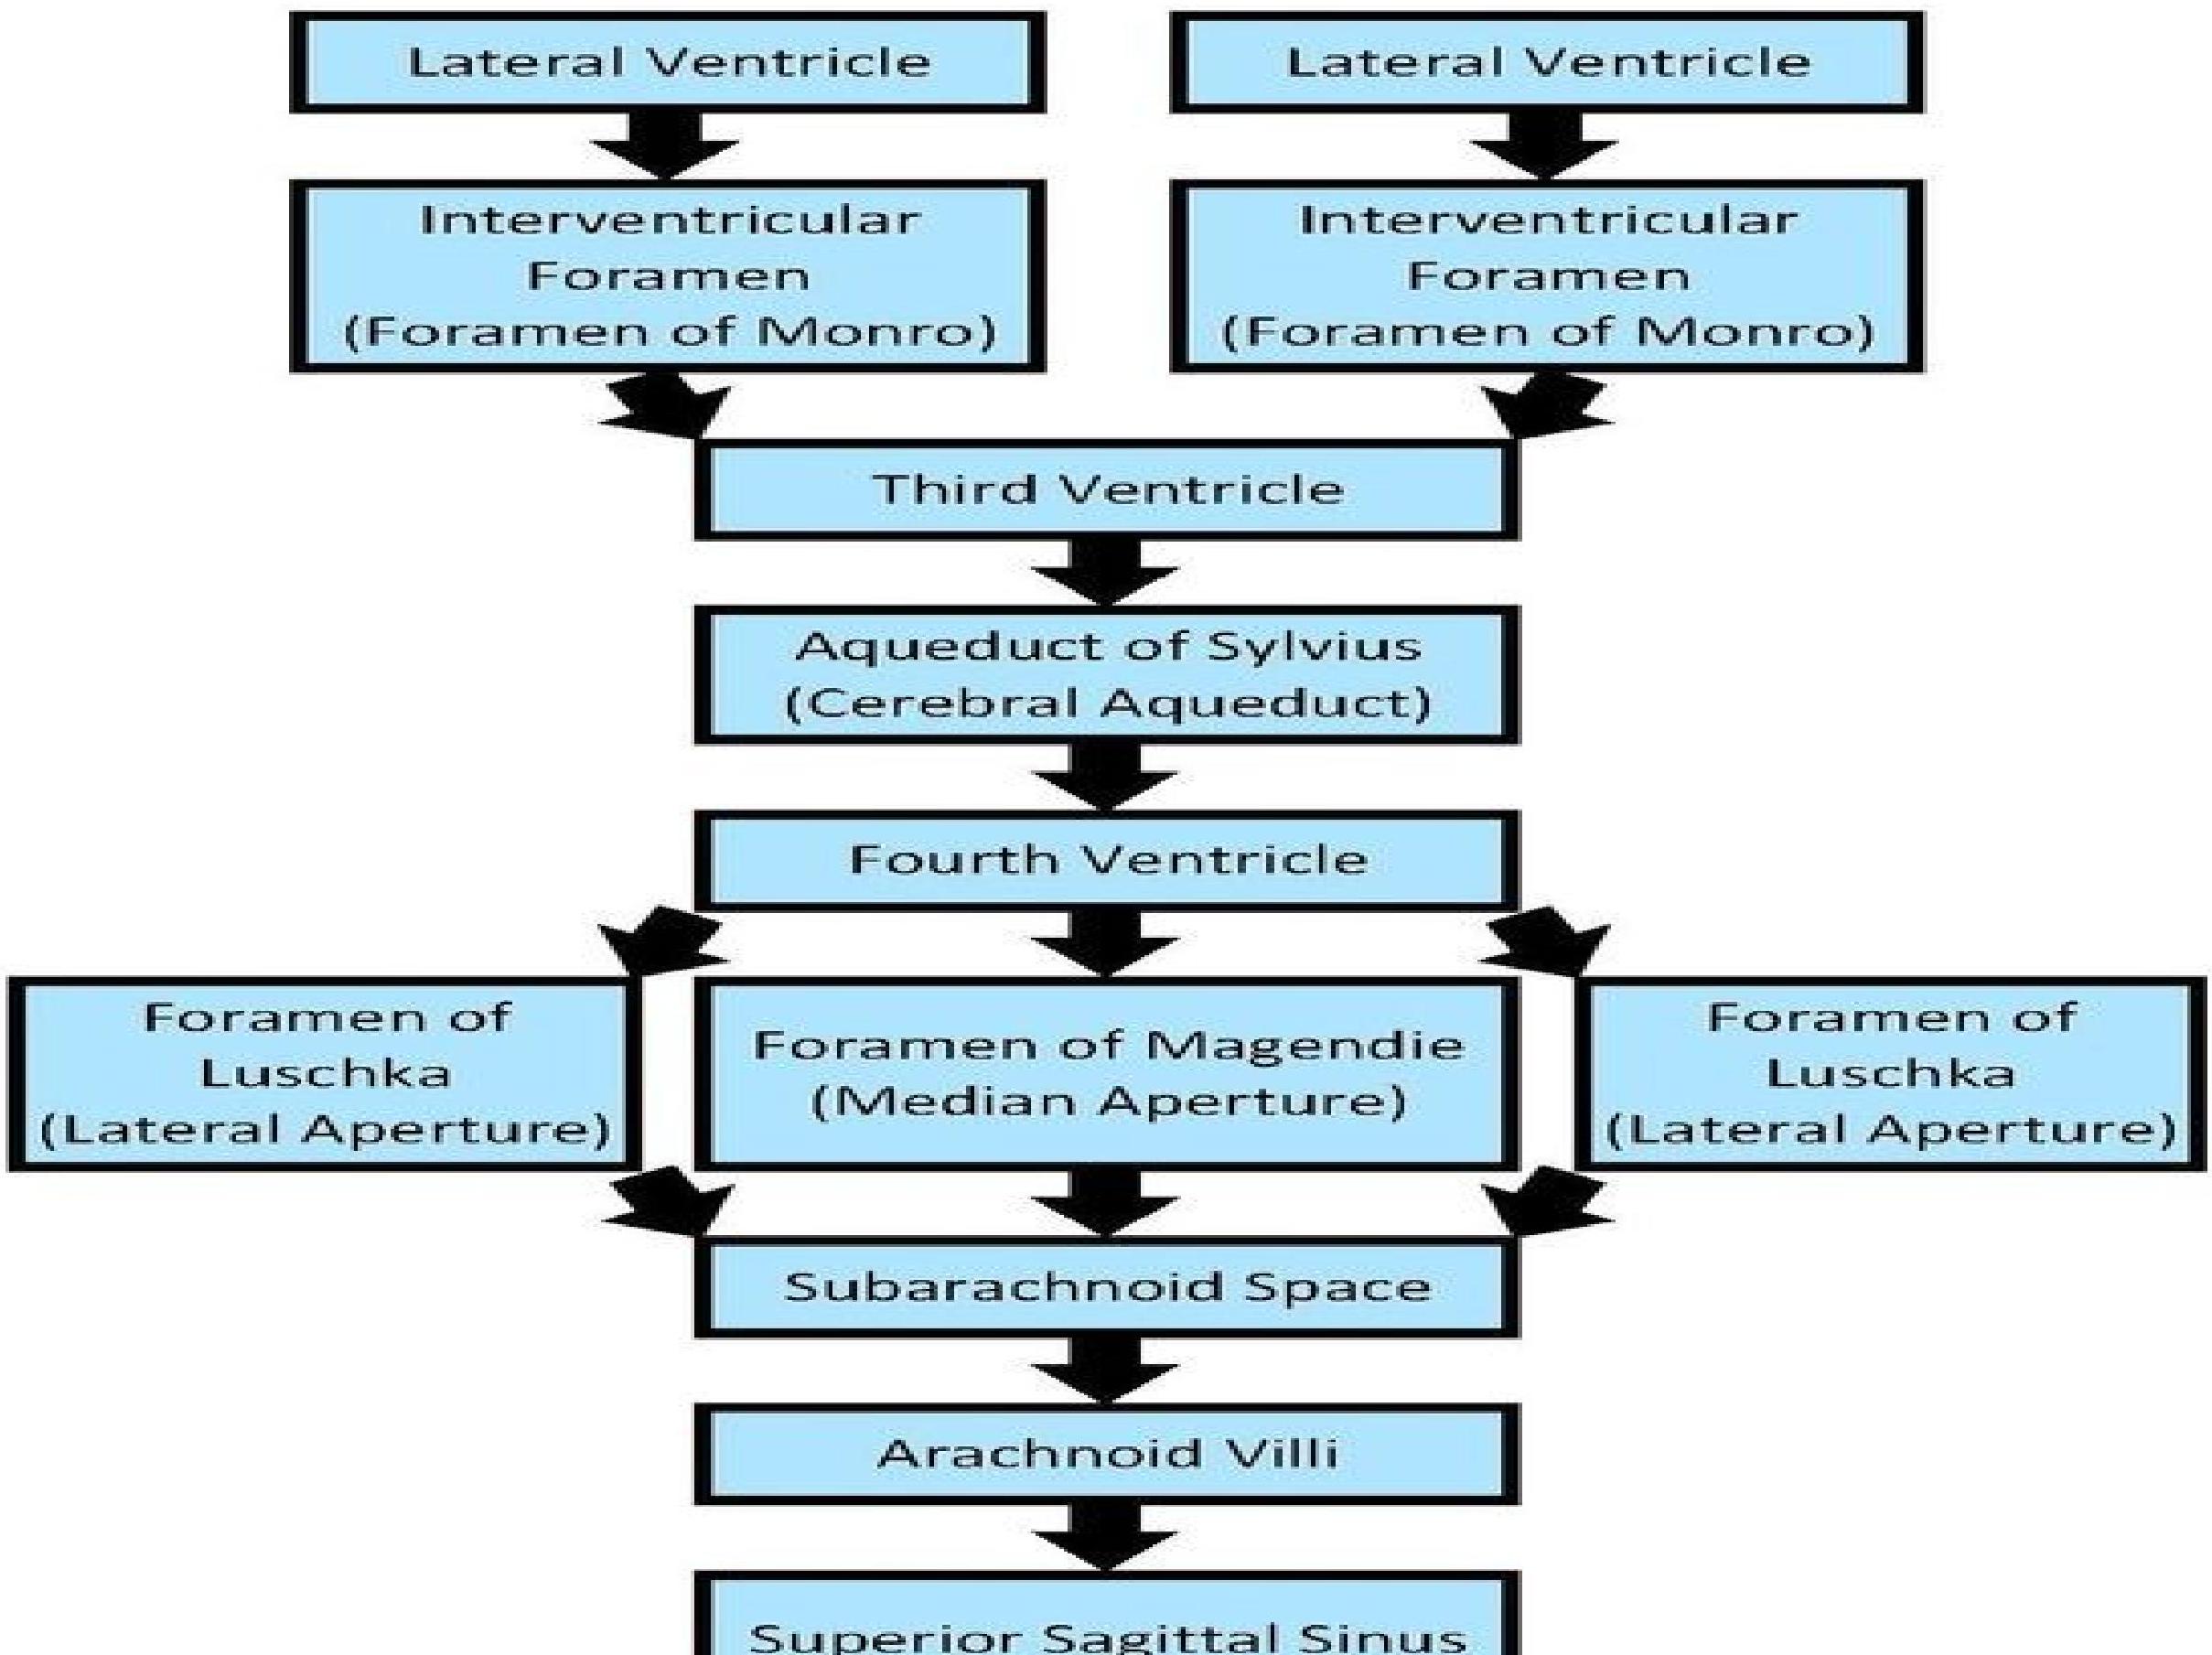 Lateral Ventricle
Lateral Ventricle
Interventricular
Foramen
(Foramen of Monro)
Interventricular
Foramen
(Foramen of Monro)
Third Ventricle
Aqueduct of Sylvius
(Cerebral Aqueduct)
Fourth Ventricle
Foramen of
Luschka
(Lateral Aperture)
Foramen of Magendie
(Median Aperture)
Foramen of
Luschka
(Lateral Aperture)
Subarachnoid Space
Arachnoid Villi
Superior Sagittal Sinus